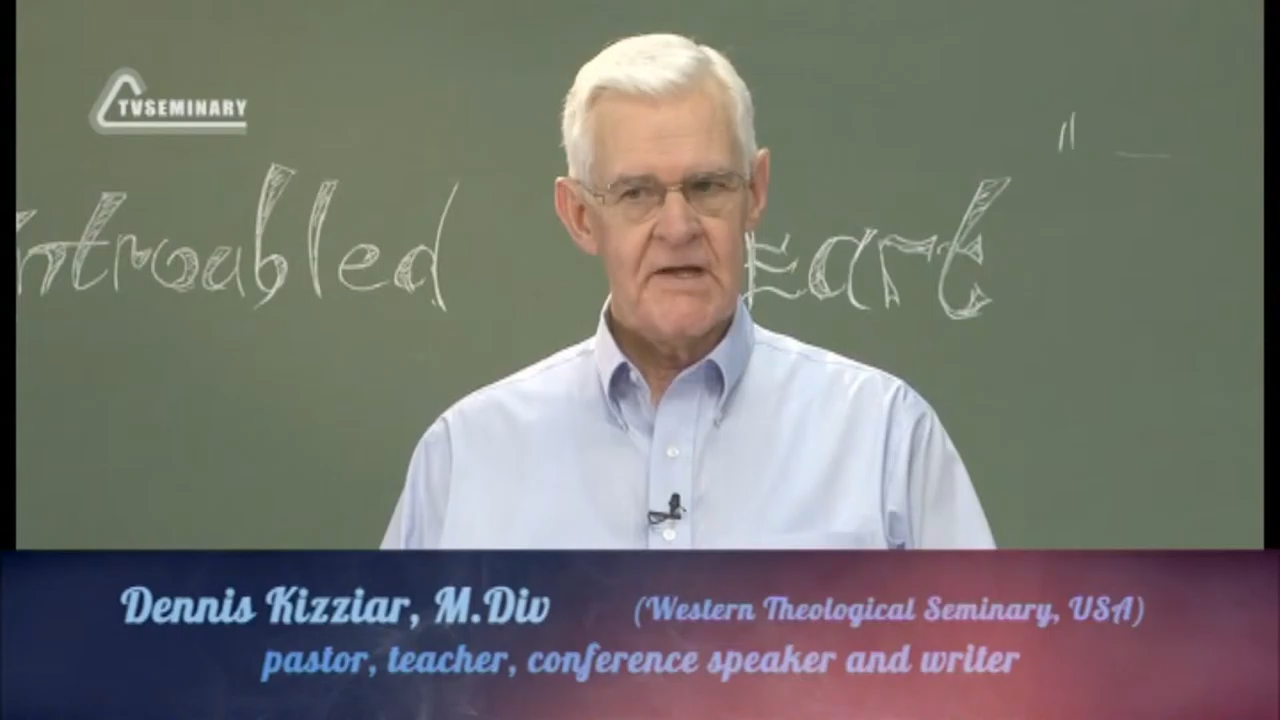 TVSEMINARY
ntroubled eart
Dennis Kizziar, M.Div (Western Theological Seminary, USA)
pastor, teacher, conference speaker and writer